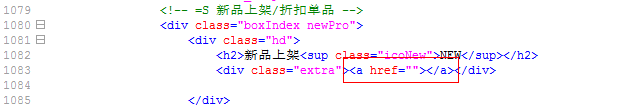 1079 <!-- =S 新品上架/折扣单品 -->
1080 <div class="boxIndex newPro">
1081 <div class="hd">
1082 <h2>新品上架<sup class="icoNew">NEW</sup></h2>
1083 <div class="extra"><a href=""></a></div>
1084
1085 </div>